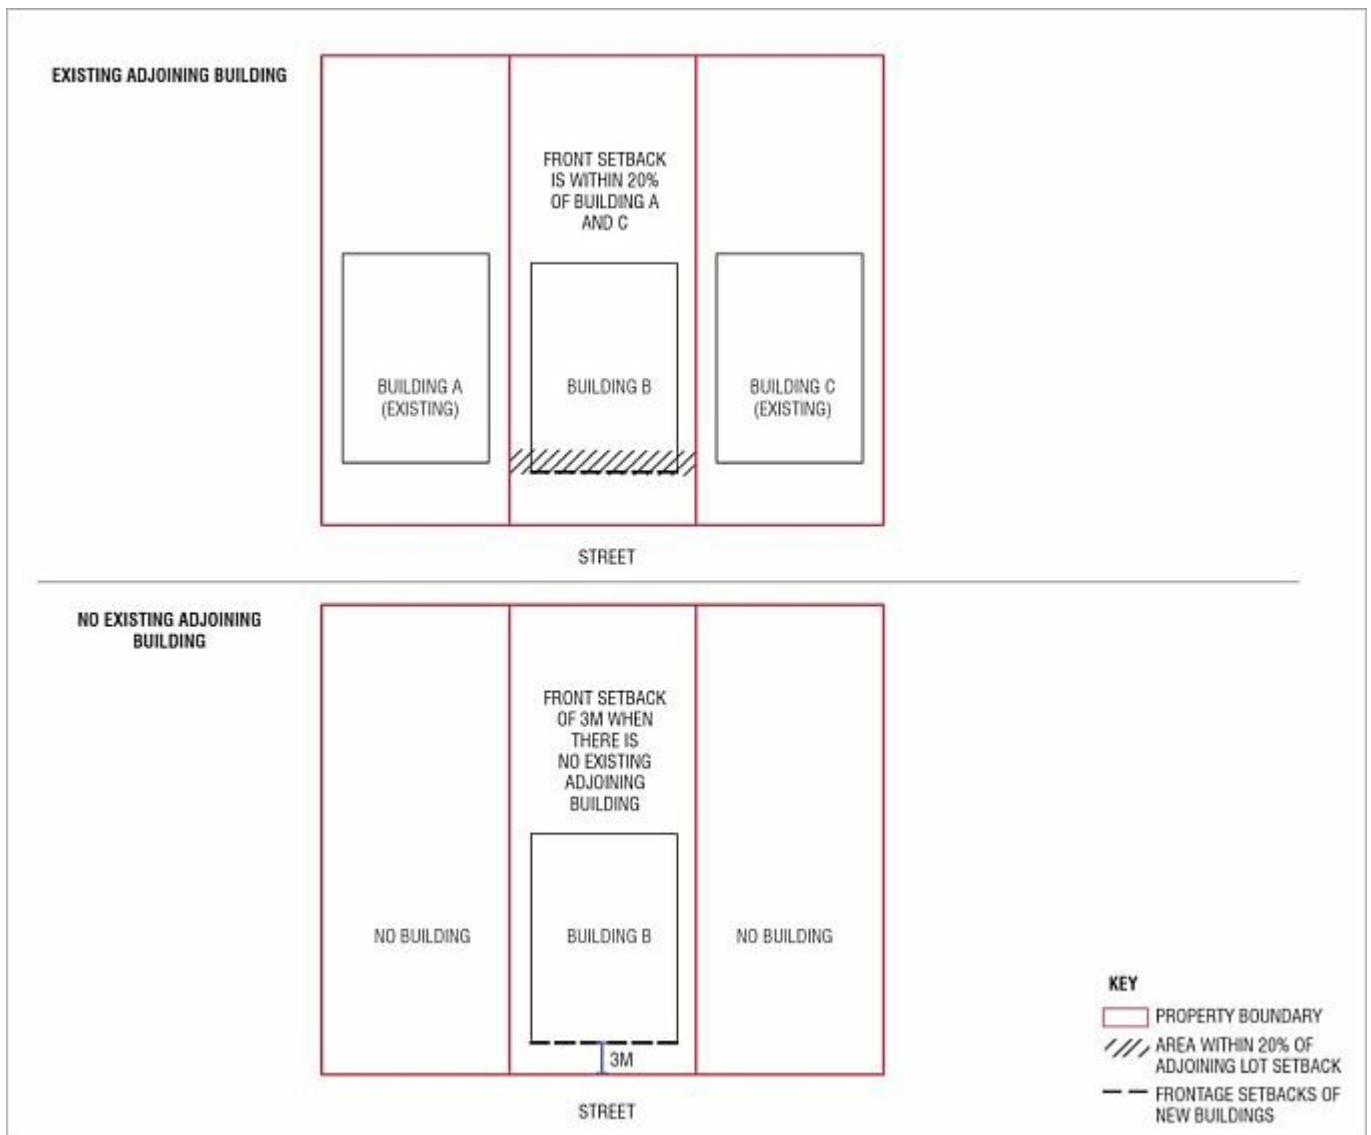 EXISTING ADJOINING BUILDING
FRONT SETBACK
IS WITHIN 20%
OF BUILDING A
AND C
BUILDING A
(EXISTING)
BUILDING B
BUILDING C
(EXISTING)
STREET
NO EXISTING ADJOINING
BUILDING
FRONT SETBACK
OF 3M WHEN
THERE IS
NO EXISTING
ADJOINING
BUILDING
NO BUILDING
BUILDING B
NO BUILDING
3M
STREET
KEY
PROPERTY BOUNDARY
AREA WITHIN 20% OF
ADJOINING LOT SETBACK
FRONTAGE SETBACKS OF
NEW BUILDINGS